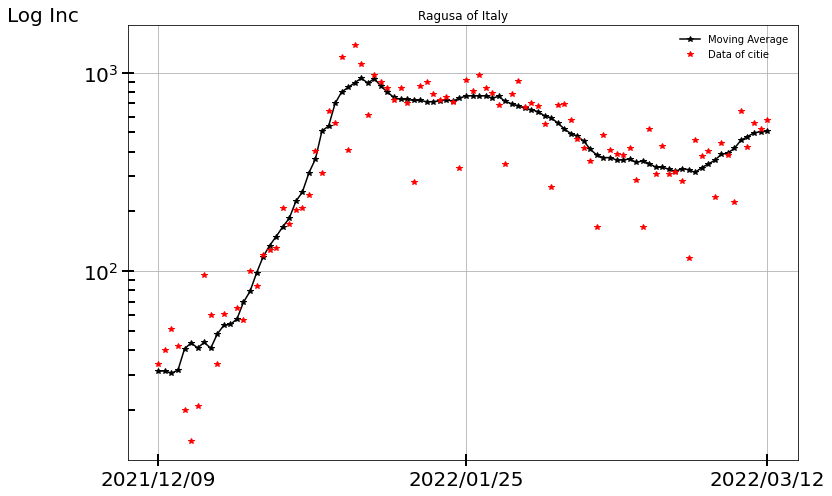 Log Inc
Ragusa of Italy
Moving Average
Data of citie
10³
10²
2021/12/09 2022/01/25 2022/03/12